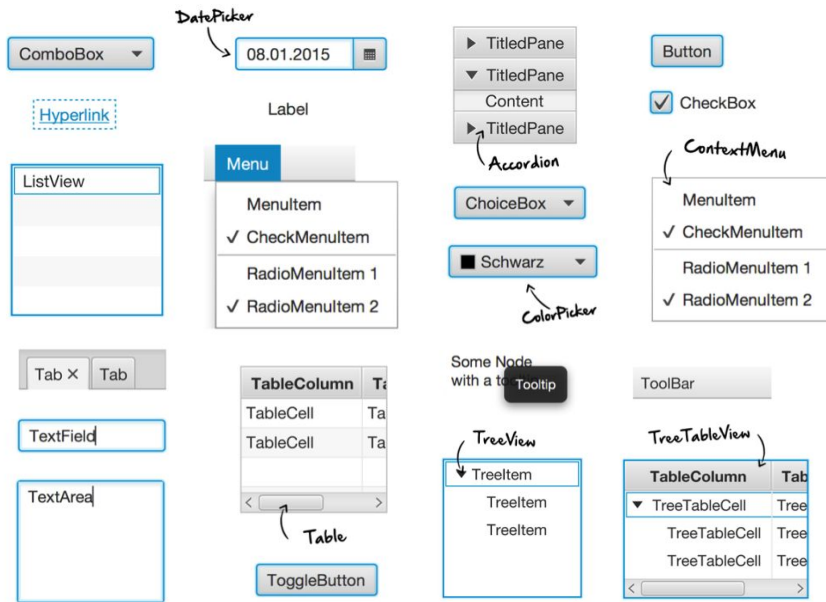 DatePicker
ComboBox
08.01.2015
TitledPane
TitledPane
Content
TitledPane
Accordion
Button
Hyperlink
Label
CheckBox
ContextMenu
ListView
Menu
MenuItem
CheckMenuItem
RadioMenuItem 1
RadioMenuItem 2
ChoiceBox
Schwarz
ColorPicker
MenuItem
CheckMenuItem
RadioMenuItem 1
RadioMenuItem 2
Tab × Tab
TextField
TextArea
TableColumn Ta
TableCell Ta
TableCell Ta
Table
ToggleButton
Some Node
with a
Tooltip
ToolBar
TreeView
TreeItem
TreeItem
TreeItem
TreeTableView
TableColumn Tab
TreeTableCell Tree
TreeTableCell Tree
TreeTableCell Tree